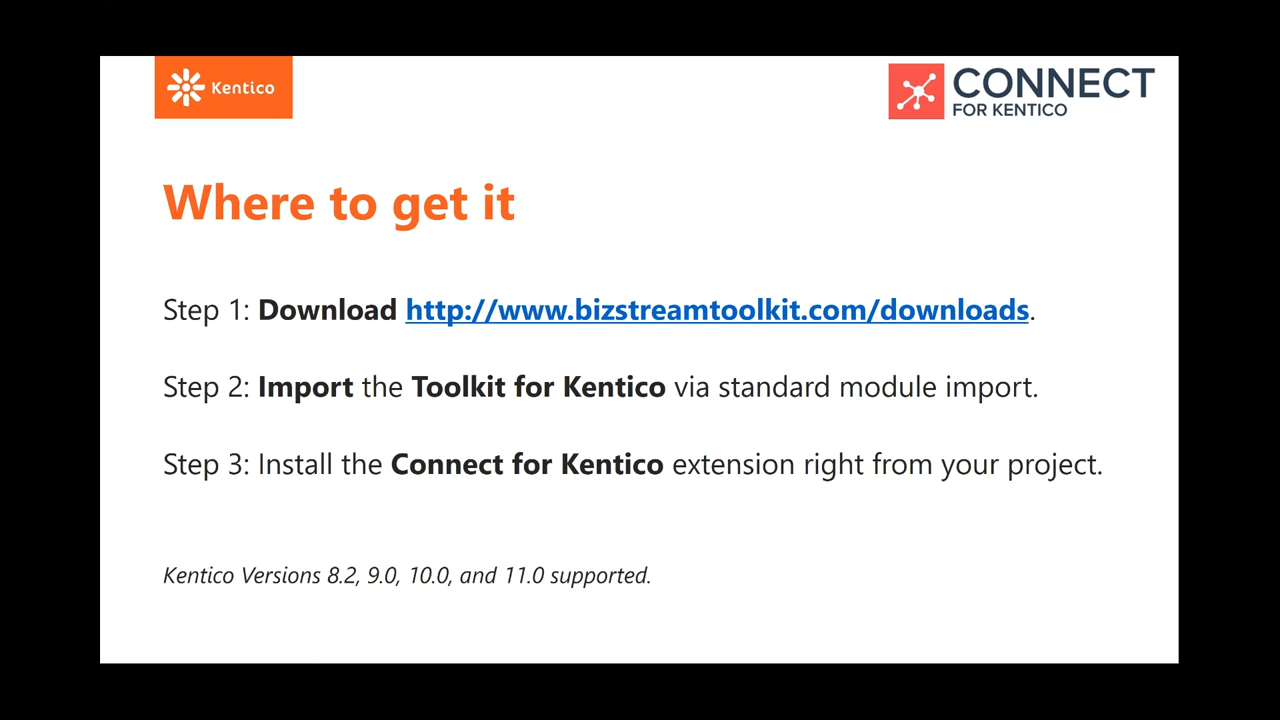 Kentico
CONNECT
FOR KENTICO
Where to get it
Step 1: Download http://www.bizstreamtoolkit.com/downloads.
Step 2: Import the Toolkit for Kentico via standard module import.
Step 3: Install the Connect for Kentico extension right from your project.
Kentico Versions 8.2, 9.0, 10.0, and 11.0 supported.